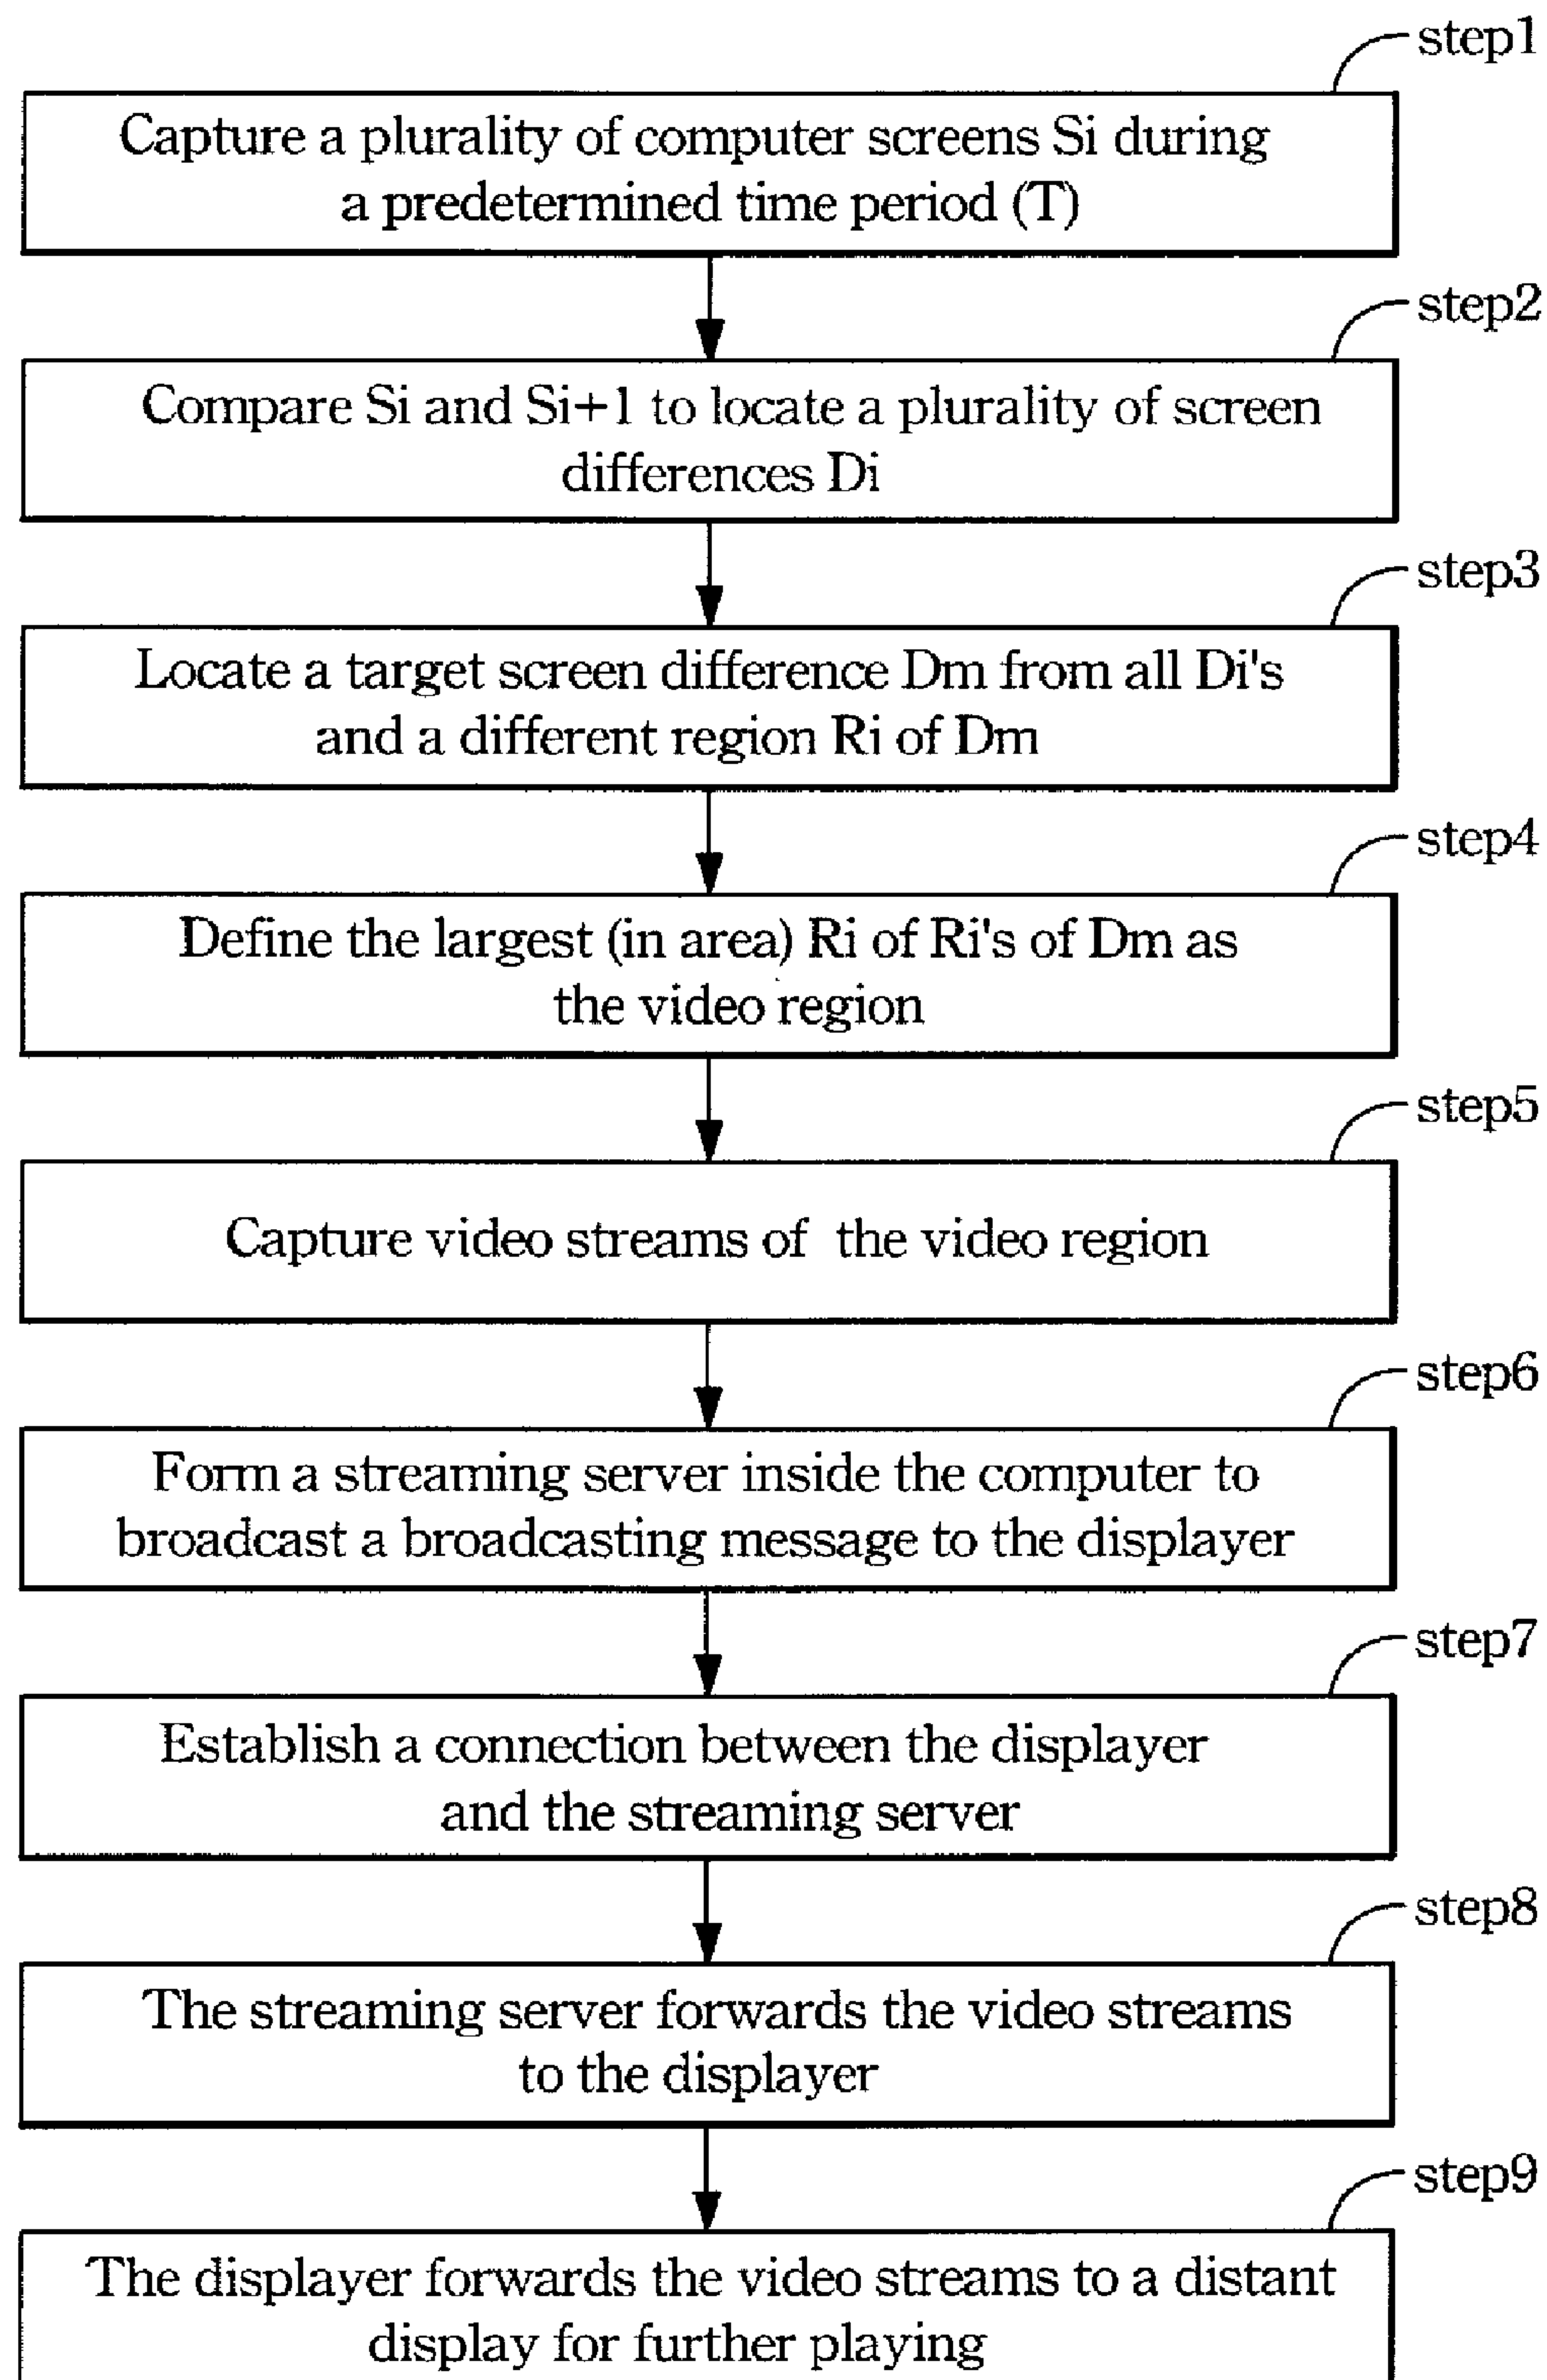 step1
Capture a plurality of computer screens Si during
a predetermined time period (T)
step2
Compare Si and Si+1 to locate a plurality of screen
differences Di
step3
Locate a target screen difference Dm from all Di's
and a different region Ri of Dm
step4
Define the largest (in area) Ri of Ri's of Dm as
the video region
step5
Capture video streams of the video region
step6
Form a streaming server inside the computer to
broadcast a broadcasting message to the displayer
step7
Establish a connection between the displayer
and the streaming server
step8
The streaming server forwards the video streams
to the displayer
step9
The displayer forwards the video streams to a distant
display for further playing